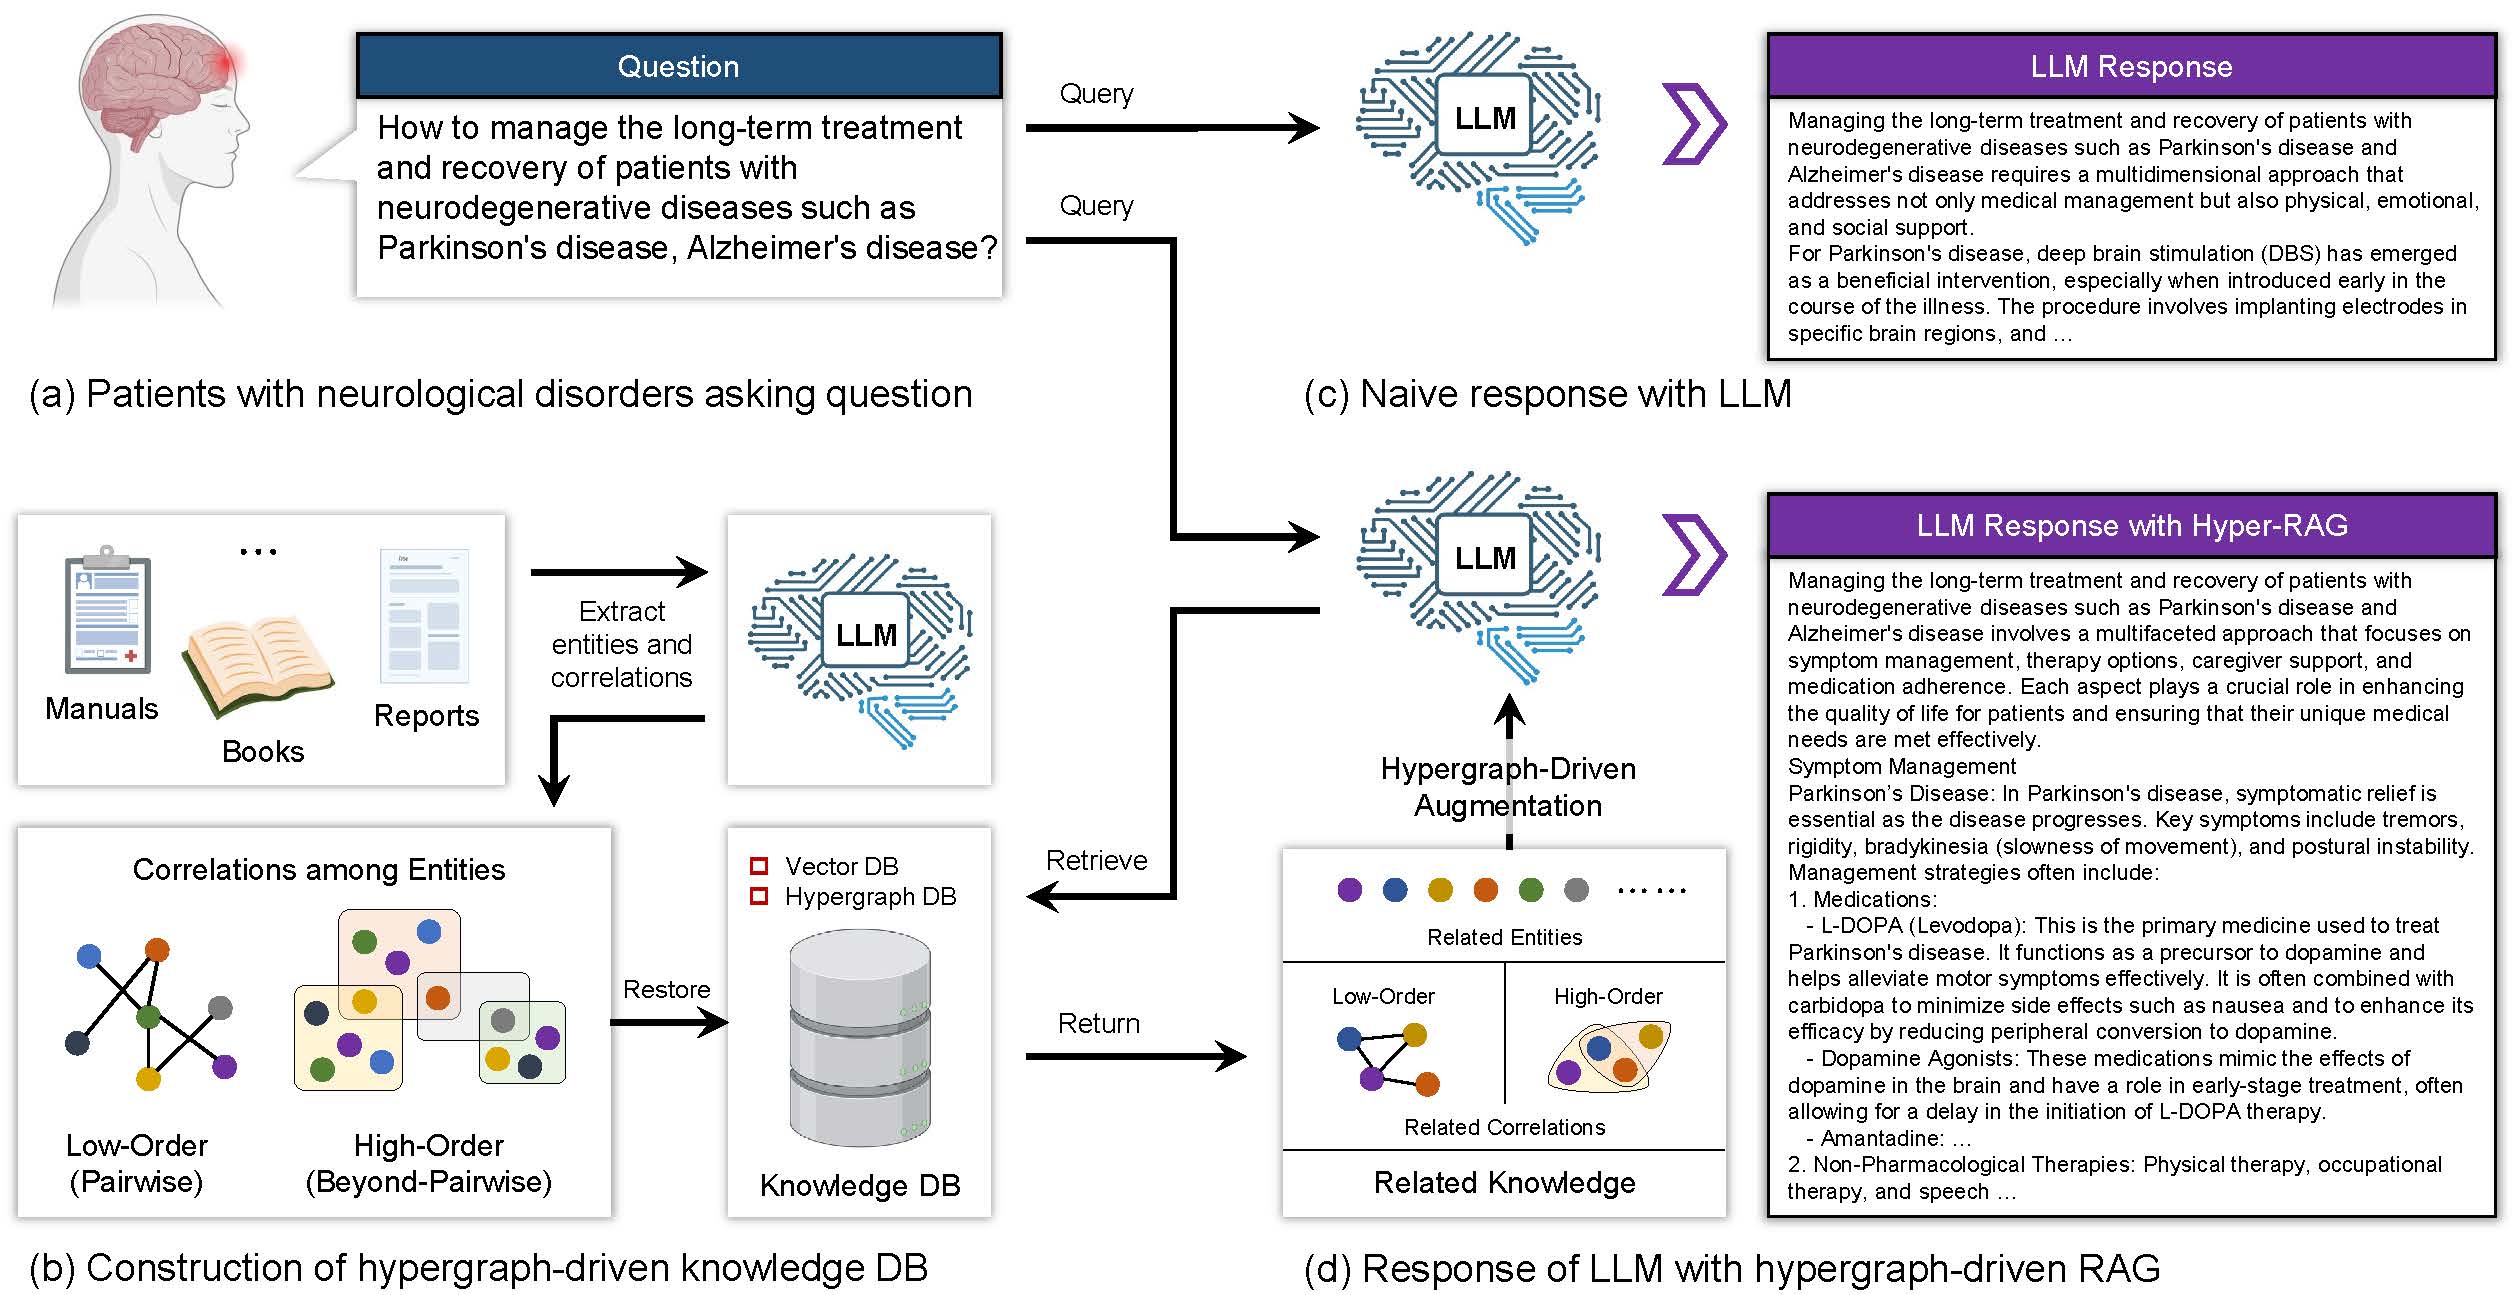 Question
How to manage the long-term treatment
and recovery of patients with
neurodegenerative diseases such as
Parkinson's disease, Alzheimer's disease?
(a) Patients with neurological disorders asking question
Query
Query
LLM
LLM Response
Managing the long-term treatment and recovery of patients with
neurodegenerative diseases such as Parkinson's disease and
Alzheimer's disease requires a multidimensional approach that
addresses not only medical management but also physical, emotional,
and social support.
For Parkinson's disease, deep brain stimulation (DBS) has emerged
as a beneficial intervention, especially when introduced early in the
course of the illness. The procedure involves implanting electrodes in
specific brain regions, and …
(c) Naive response with LLM
…
Manuals
Books
Reports
Extract
entities and
correlations
LLM
Correlations among Entities
Low-Order
(Pairwise)
High-Order
(Beyond-Pairwise)
Restore
Vector DB
Hypergraph DB
Knowledge DB
(b) Construction of hypergraph-driven knowledge DB
LLM
Retrieve
Return
Hypergraph-Driven
Augmentation
……
Related Entities
Low-Order
High-Order
Related Correlations
Related Knowledge
LLM Response with Hyper-RAG
Managing the long-term treatment and recovery of patients with
neurodegenerative diseases such as Parkinson's disease and
Alzheimer's disease involves a multifaceted approach that focuses on
symptom management, therapy options, caregiver support, and
medication adherence. Each aspect plays a crucial role in enhancing
the quality of life for patients and ensuring that their unique medical
needs are met effectively.
Symptom Management
Parkinson’s Disease: In Parkinson's disease, symptomatic relief is
essential as the disease progresses. Key symptoms include tremors,
rigidity, bradykinesia (slowness of movement), and postural instability.
Management strategies often include:
1. Medications:
- L-DOPA (Levodopa): This is the primary medicine used to treat
Parkinson's disease. It functions as a precursor to dopamine and
helps alleviate motor symptoms effectively. It is often combined with
carbidopa to minimize side effects such as nausea and to enhance its
efficacy by reducing peripheral conversion to dopamine.
- Dopamine Agonists: These medications mimic the effects of
dopamine in the brain and have a role in early-stage treatment, often
allowing for a delay in the initiation of L-DOPA therapy.
- Amantadine: …
2. Non-Pharmacological Therapies: Physical therapy, occupational
therapy, and speech …
(d) Response of LLM with hypergraph-driven RAG